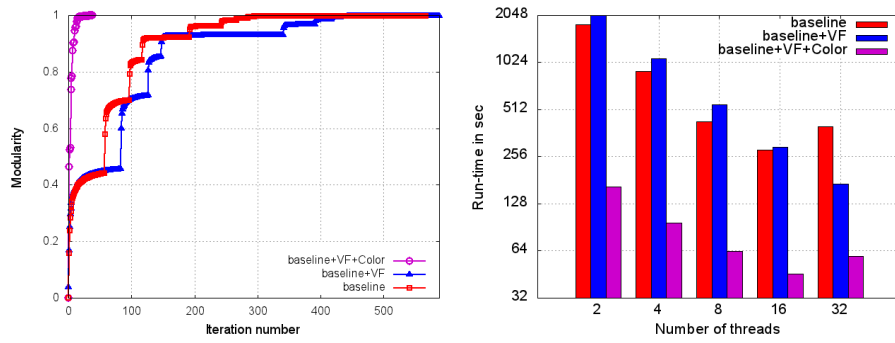 1
0.8
0.6
0.4
0.2
0
Modularity
0 100 200 300 400 500
Iteration number
baseline+VF+Color
baseline+VF
baseline
2048
1024
512
256
128
64
32
Run-time in sec
2 4 8 16 32
Number of threads
baseline
baseline+VF
baseline+VF+Color